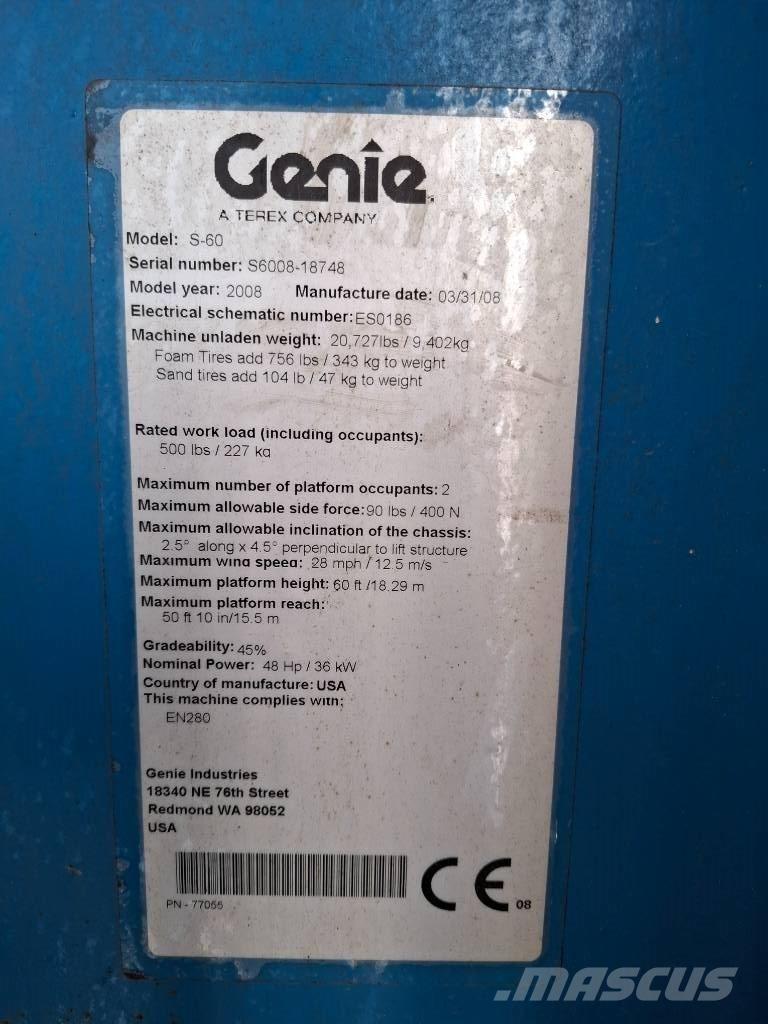 Genie
A TEREX COMPANY
Model: S-60
Serial number: S6008-18748
Model year: 2008 Manufacture date: 03/31/08
Electrical schematic number: ES0186
Machine unladen weight: 20,727lbs / 9,402kg
Foam Tires add 756 lbs / 343 kg to weight
Sand tires add 104 lb / 47 kg to weight
Rated work load (including occupants):
500 lbs / 227 kg
Maximum number of platform occupants: 2
Maximum allowable side force: 90 lbs / 400 N
Maximum allowable inclination of the chassis:
2.5° along x 4.5° perpendicular to lift structure
Maximum wind speed: 28 mph / 12.5 m/s
Maximum platform height: 60 ft /18.29 m
Maximum platform reach:
50 ft 10 in/15.5 m
Gradeability: 45%
Nominal Power: 48 Hp / 36 kW
Country of manufacture: USA
This machine complies with:
EN280
Genie Industries
18340 NE 76th Street
Redmond WA 98052
USA
CE 08
PN - 77055
MASCUS